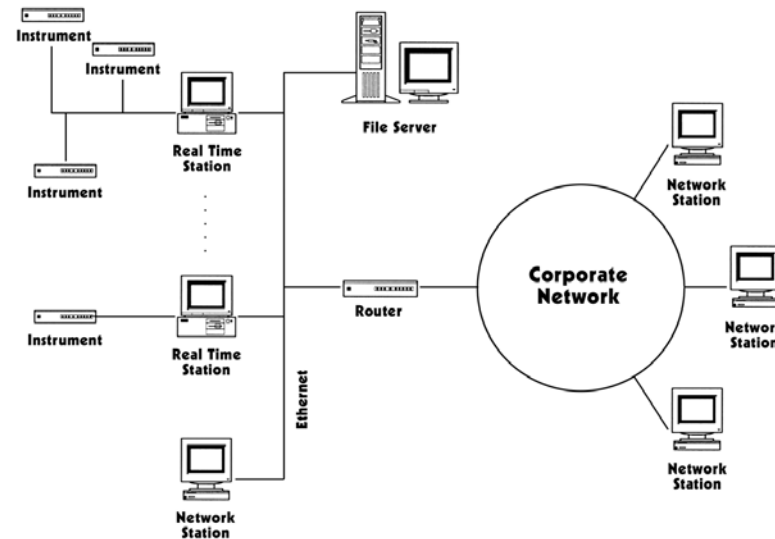 Instrument
Instrument
File Server
Real Time
Station
Instrument
Network
Station
Corporate
Network
Network
Station
Router
Instrument
Real Time
Station
Ethernet
Network
Station
Network
Station